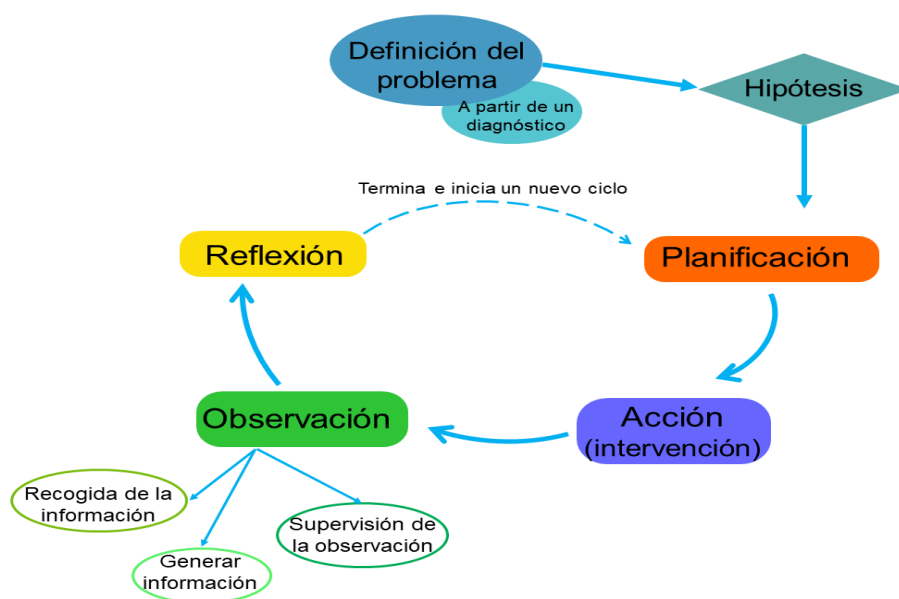 Definición del
problema
A partir de un
diagnóstico
Hipótesis
Termina e inicia un nuevo ciclo
Reflexión
Planificación
Observación
Acción
(intervención)
Recogida de la
información
Generar
información
Supervisión de
la observación